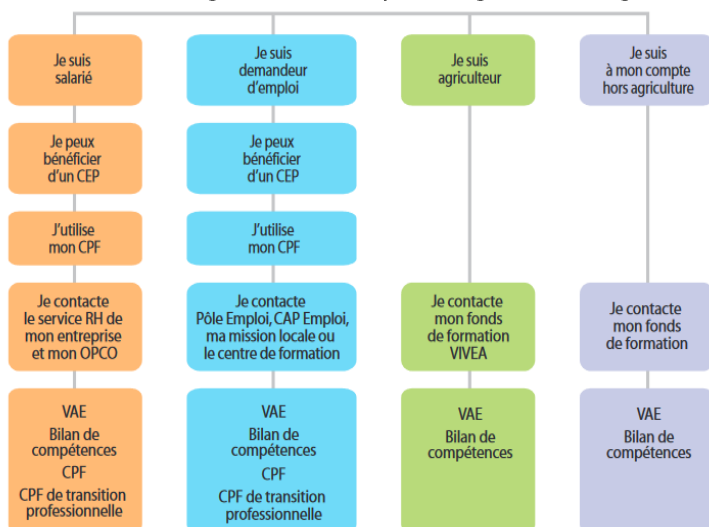 Je suis
salarié
Je suis
demandeur
d'emploi
Je suis
agriculteur
Je suis
à mon compte
hors agriculture
Je peux
bénéficier
d'un CEP
Je peux
bénéficier
d'un CEP
J'utilise
mon CPF
J'utilise
mon CPF
Je contacte
le service RH de
mon entreprise
et mon OPCO
Je contacte
Pôle Emploi, CAP Emploi,
ma mission locale ou
le centre de formation
Je contacte
mon fonds
de formation
VIVEA
Je contacte
mon fonds
de formation
VAE
Bilan de
compétences
CPF
CPF de transition
professionnelle
VAE
Bilan de
compétences
CPF
CPF de transition
professionnelle
VAE
Bilan de
compétences
VAE
Bilan de
compétences